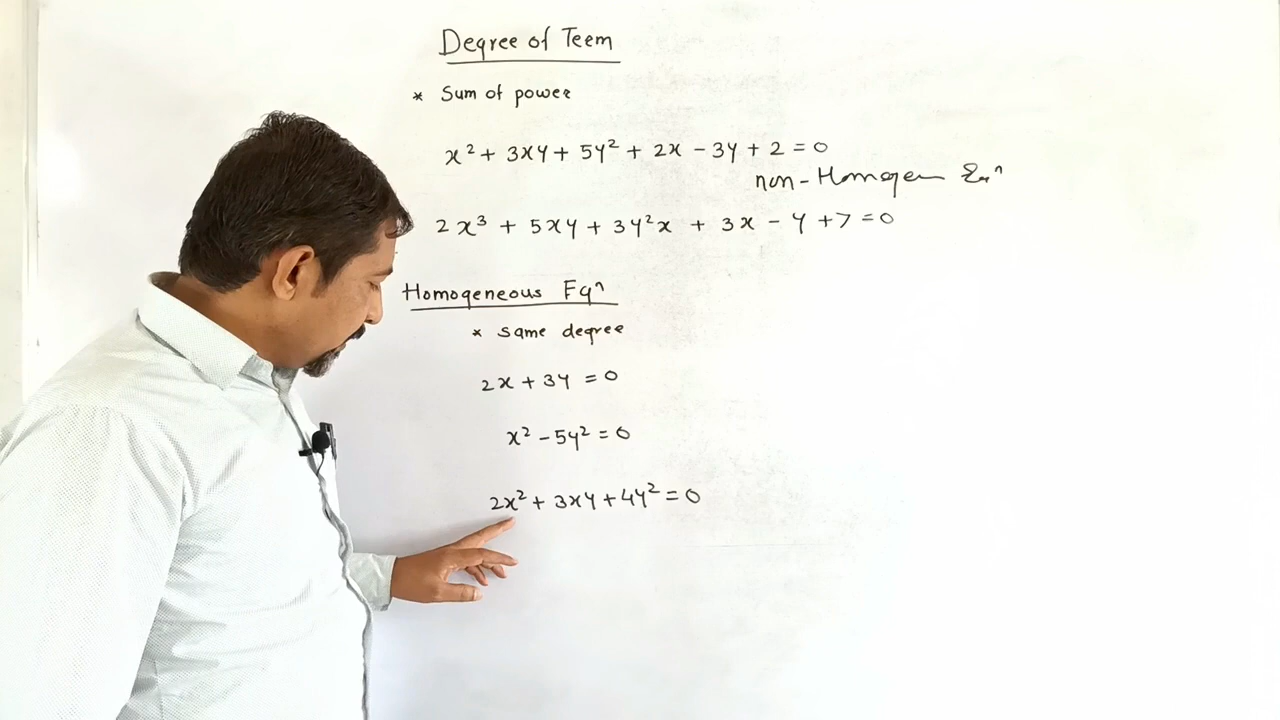 Degree of Teem
* Sum of power
x² + 3xy + 5y² + 2x - 3y + 2 = 0
non-Homogen Eqⁿ
2x³ + 5xy + 3y²x + 3x - y + 7 = 0
Homogeneous Eqⁿ
* same degree
2x + 3y = 0
x² - 5y² = 0
2x² + 3xy + 4y² = 0